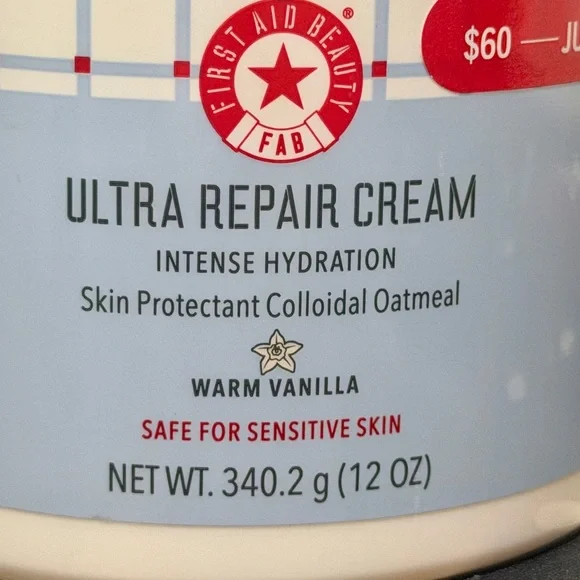 FIRST AID BEAUTY
®
FAB
$60 —
ULTRA REPAIR CREAM
INTENSE HYDRATION
Skin Protectant Colloidal Oatmeal
WARM VANILLA
SAFE FOR SENSITIVE SKIN
NET WT. 340.2 g (12 OZ)